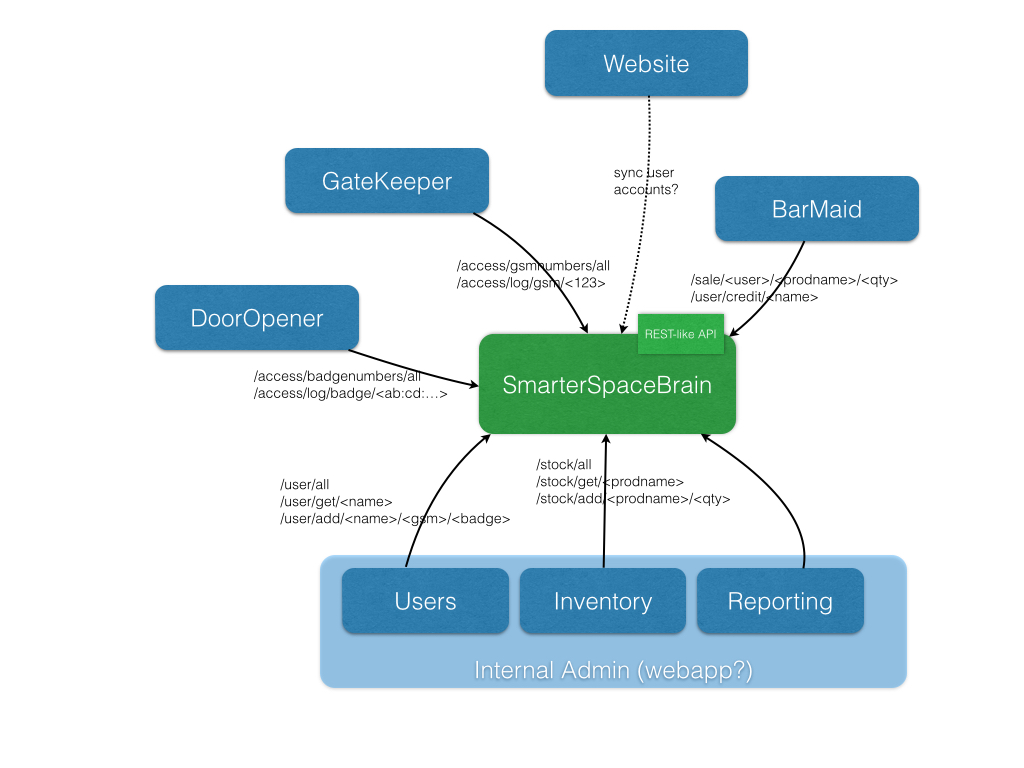 Website
GateKeeper
sync user
accounts?
BarMaid
/access/gsmnumbers/all
/access/log/gsm/<123>
/sale/<user>/<prodname>/<qty>
/user/credit/<name>
DoorOpener
REST-like API
SmarterSpaceBrain
/access/badgenumbers/all
/access/log/badge/<ab:cd:…>
/user/all
/user/get/<name>
/user/add/<name>/<gsm>/<badge>
/stock/all
/stock/get/<prodname>
/stock/add/<prodname>/<qty>
Users
Inventory
Reporting
Internal Admin (webapp?)